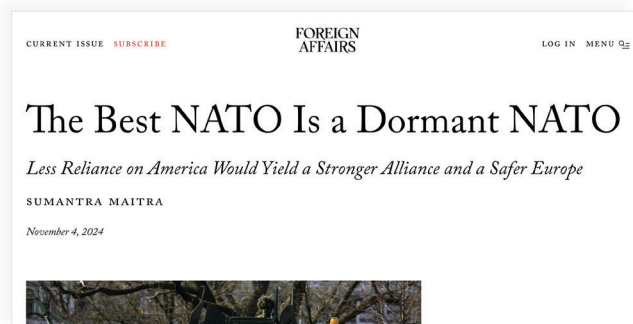 CURRENT ISSUE SUBSCRIBE
FOREIGN
AFFAIRS
LOG IN MENU
The Best NATO Is a Dormant NATO
Less Reliance on America Would Yield a Stronger Alliance and a Safer Europe
SUMANTRA MAITRA
November 4, 2024